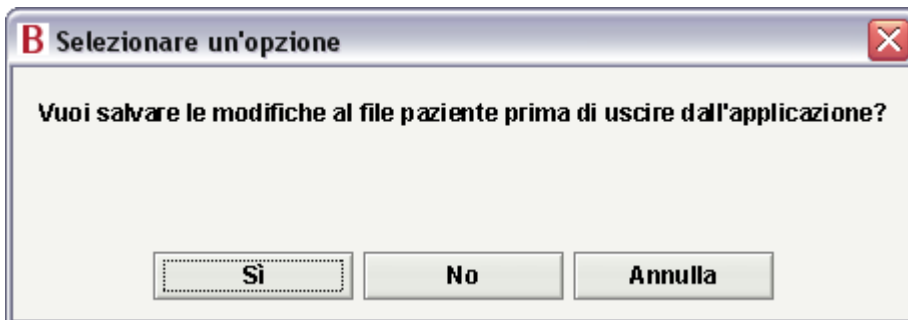 B Selezionare un'opzione
Vuoi salvare le modifiche al file paziente prima di uscire dall'applicazione?
Sì No Annulla